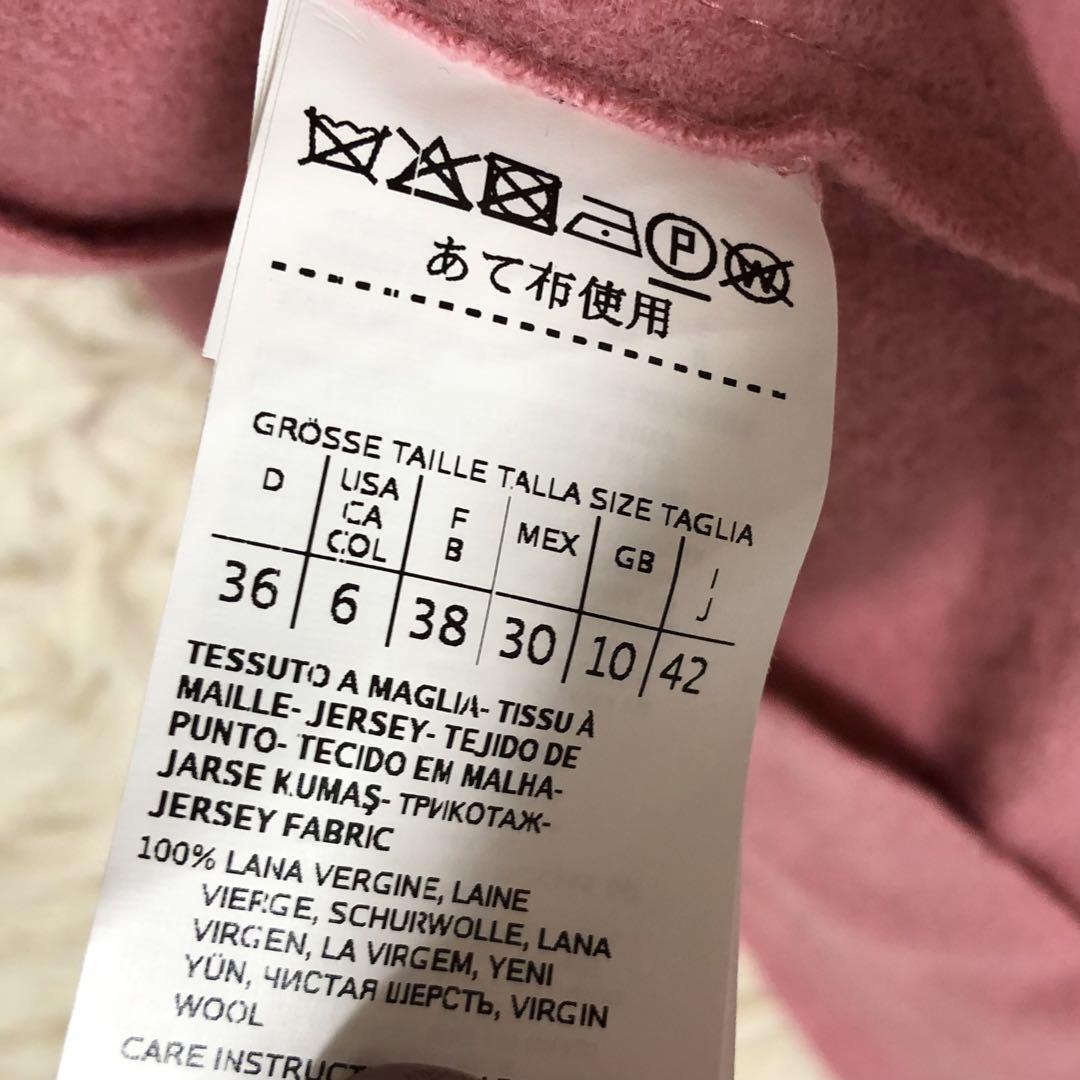 P W
あて布使用
GRÖSSE TAILLE TALLA SIZE TAGLIA
D USA CA COL F B MEX GB I J
36 6 38 30 10 42
TESSUTO A MAGLIA- TISSU À
MAILLE- JERSEY- TEJIDO DE
PUNTO- TECIDO EM MALHA-
JARSE KUMAŞ- ТРИКОТАЖ-
JERSEY FABRIC
100% LANA VERGINE, LAINE
VIERGE, SCHURWOLLE, LANA
VIRGEN, LA VIRGEM, YENI
YÜN, ЧИСТАЯ ШЕРСТЬ, VIRGIN
WOOL
CARE